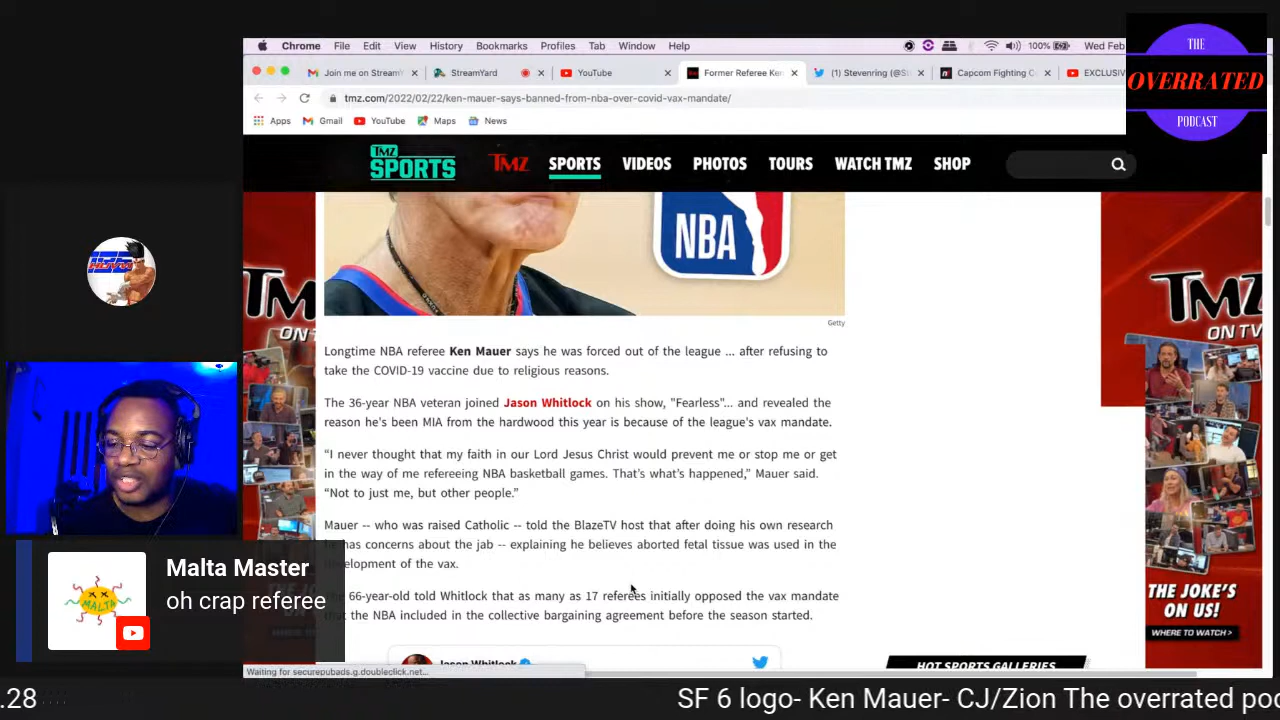 Chrome File Edit View History Bookmarks Profiles Tab Window Help 100% Wed Feb
Join me on StreamY StreamYard YouTube Former Referee Ken (1) Stevenring (@St Capcom Fighting C EXCLUSIV
tmz.com/2022/02/22/ken-mauer-says-banned-from-nba-over-covid-vax-mandate/
Apps Gmail YouTube Maps News
THE
OVERRATED
PODCAST
TMZ SPORTS TMZ SPORTS VIDEOS PHOTOS TOURS WATCH TMZ SHOP
NBA
TMZ
ON TV
Getty
Longtime NBA referee Ken Mauer says he was forced out of the league ... after refusing to
take the COVID-19 vaccine due to religious reasons.
The 36-year NBA veteran joined Jason Whitlock on his show, "Fearless"... and revealed the
reason he's been MIA from the hardwood this year is because of the league's vax mandate.
“I never thought that my faith in our Lord Jesus Christ would prevent me or stop me or get
in the way of me refereeing NBA basketball games. That’s what’s happened,” Mauer said.
“Not to just me, but other people.”
Mauer -- who was raised Catholic -- told the BlazeTV host that after doing his own research
has concerns about the jab -- explaining he believes aborted fetal tissue was used in the
of the vax.
66-year-old told Whitlock that as many as 17 referees initially opposed the vax mandate
the NBA included in the collective bargaining agreement before the season started.
Jason Whitlock
HOT SPORTS GALLERIES
TMZ
ON TV
THE JOKE'S
ON US!
WHERE TO WATCH >
MALTA
Malta Master
oh crap referee
Waiting for securepubads.g.doubleclick.net...
.28 SF 6 logo- Ken Mauer- CJ/Zion The overrated pod